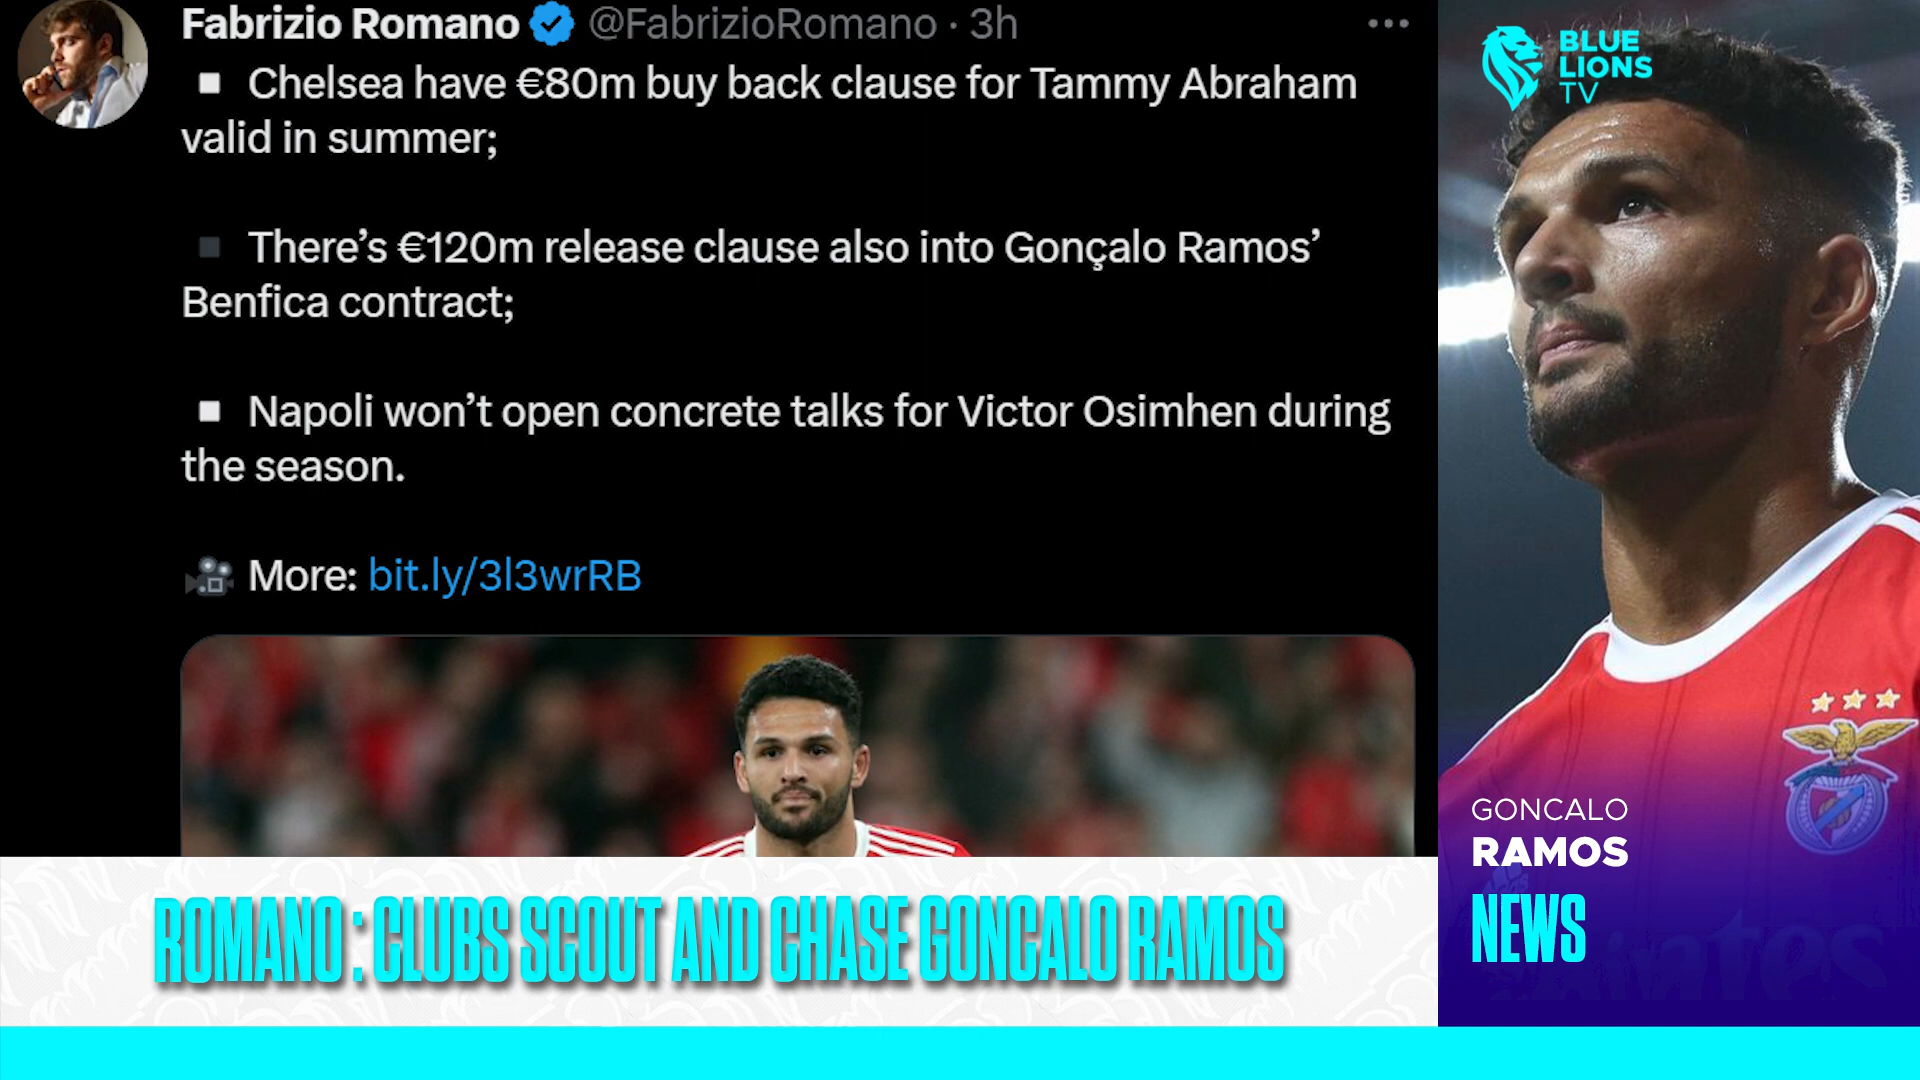 Fabrizio Romano @FabrizioRomano · 3h
Chelsea have €80m buy back clause for Tammy Abraham
valid in summer;
There’s €120m release clause also into Gonçalo Ramos’
Benfica contract;
Napoli won’t open concrete talks for Victor Osimhen during
the season.
More: bit.ly/3l3wrRB
ROMANO : CLUBS SCOUT AND CHASE GONCALO RAMOS
BLUE
LIONS
TV
GONCALO
RAMOS
NEWS